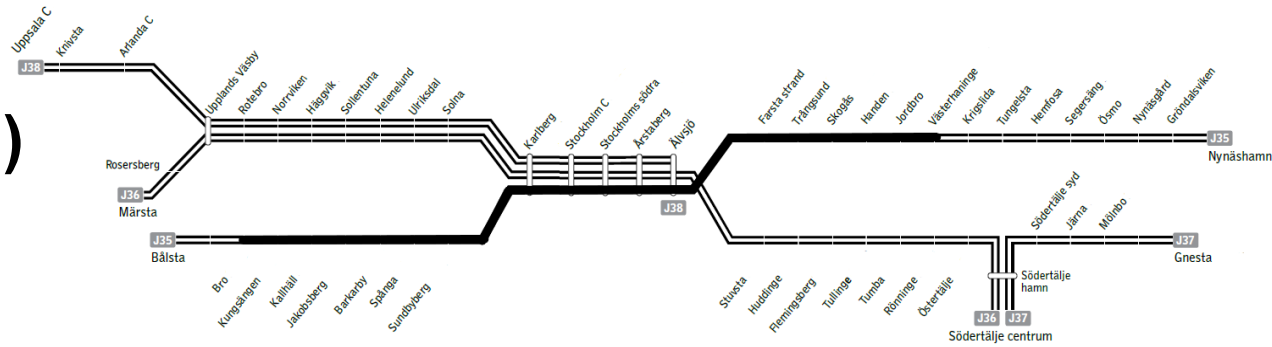 Uppsala C
Knivsta
Arlanda C
J38
Upplands Väsby
Rotebro
Norrviken
Häggvik
Sollentuna
Helenelund
Ulriksdal
Solna
)
Rosersberg
J36
Märsta
J35
Bålsta
Bro
Kungsängen
Kallhäll
Jakobsberg
Barkarby
Spånga
Sundbyberg
Karlberg
Stockholm C
Stockholms södra
Årstaberg
Älvsjö
J38
Farsta strand
Trångsund
Skogås
Handen
Jordbro
Västerhaninge
Krigslida
Tungelsta
Hemfosa
Segersäng
Ösmo
Nynäsgård
Gröndalsviken
J35
Nynäshamn
Stuvsta
Huddinge
Flemingsberg
Tullinge
Tumba
Rönninge
Östertälje
Södertälje syd
Järna
Mölnbo
J37
Gnesta
Södertälje
hamn
J36
J37
Södertälje centrum